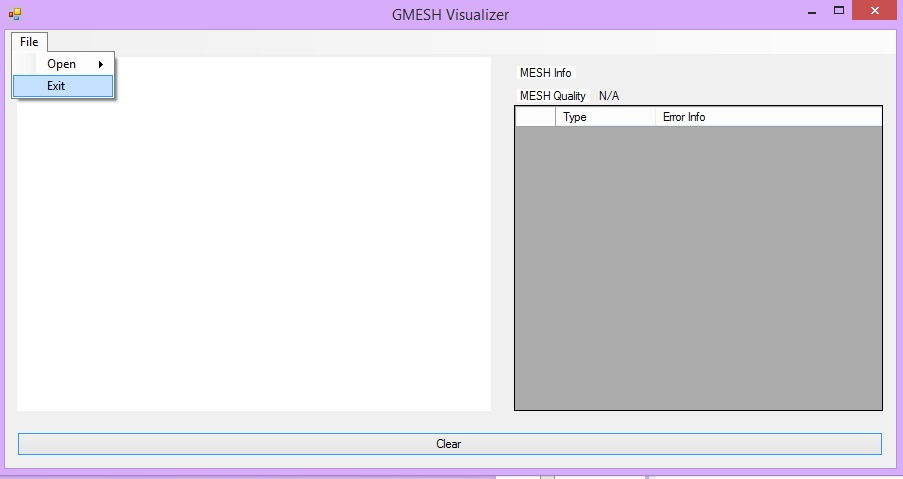 GMESH Visualizer
File
Open
Exit
MESH Info
MESH Quality N/A
Type Error Info
Clear